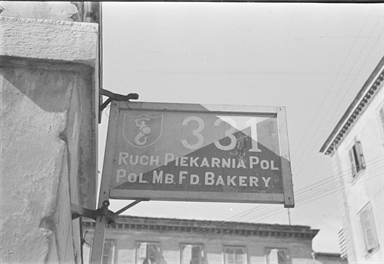 331
RUCH PIEKARNIA POL
POL MB. FD BAKERY